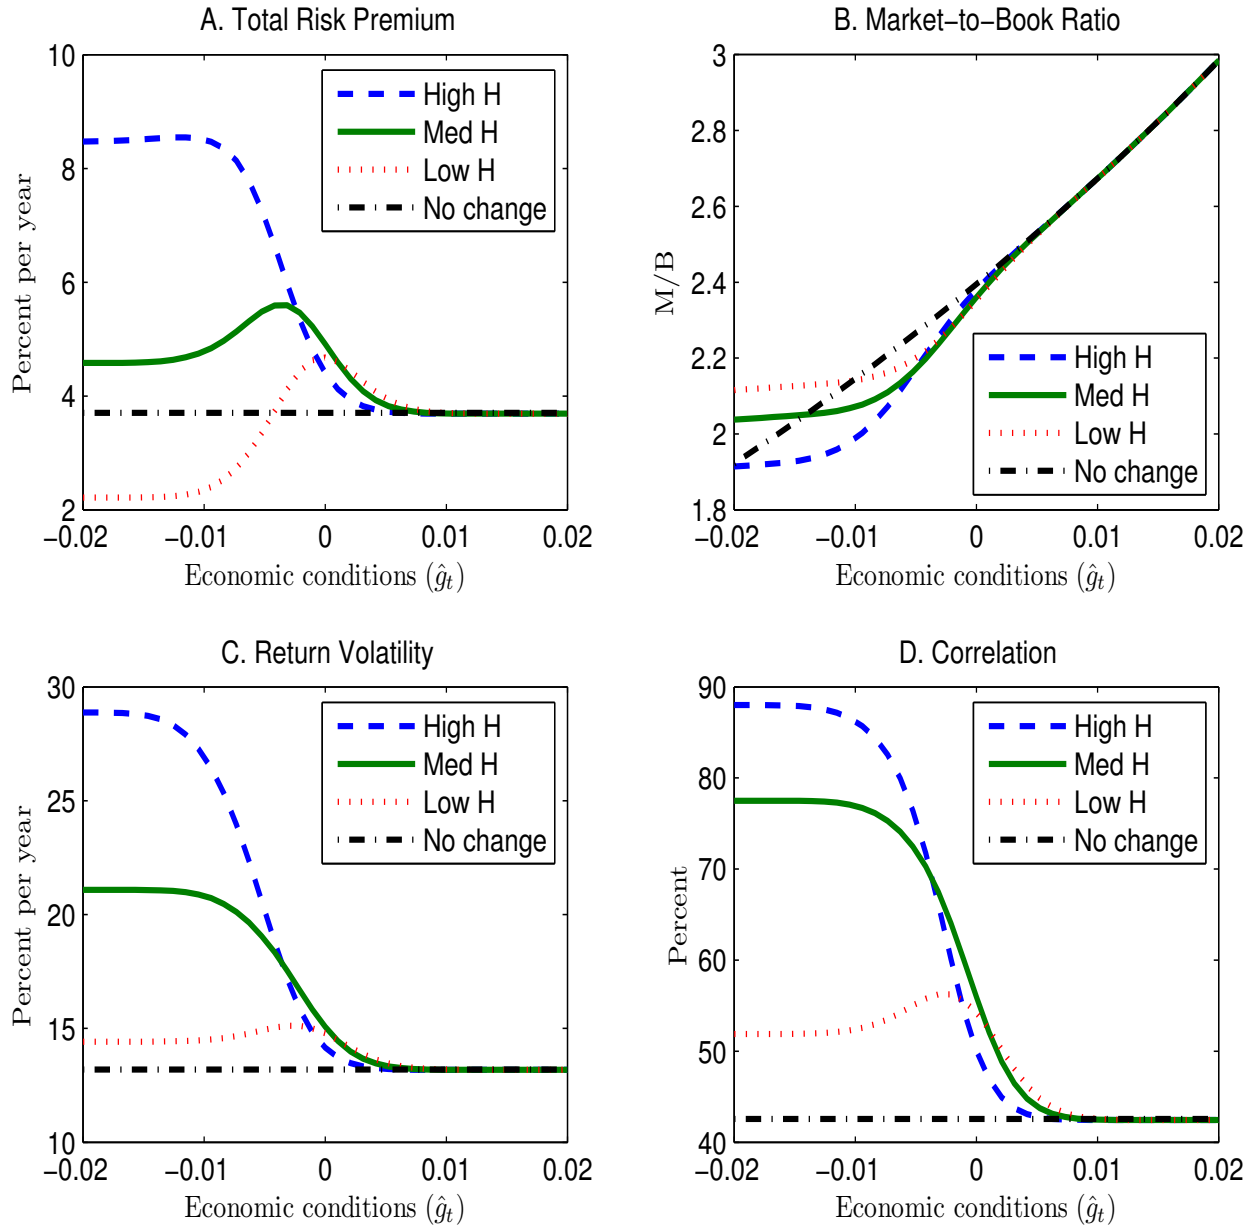 A. Total Risk Premium
10
8
6
4
2
Percent per year
High H
Med H
Low H
No change
−0.02 −0.01 0 0.01 0.02
Economic conditions (ĝt)
B. Market−to−Book Ratio
3
2.8
2.6
2.4
2.2
2
1.8
M/B
High H
Med H
Low H
No change
−0.02 −0.01 0 0.01 0.02
Economic conditions (ĝt)
C. Return Volatility
30
25
20
15
10
Percent per year
High H
Med H
Low H
No change
−0.02 −0.01 0 0.01 0.02
Economic conditions (ĝt)
D. Correlation
90
80
70
60
50
40
Percent
High H
Med H
Low H
No change
−0.02 −0.01 0 0.01 0.02
Economic conditions (ĝt)